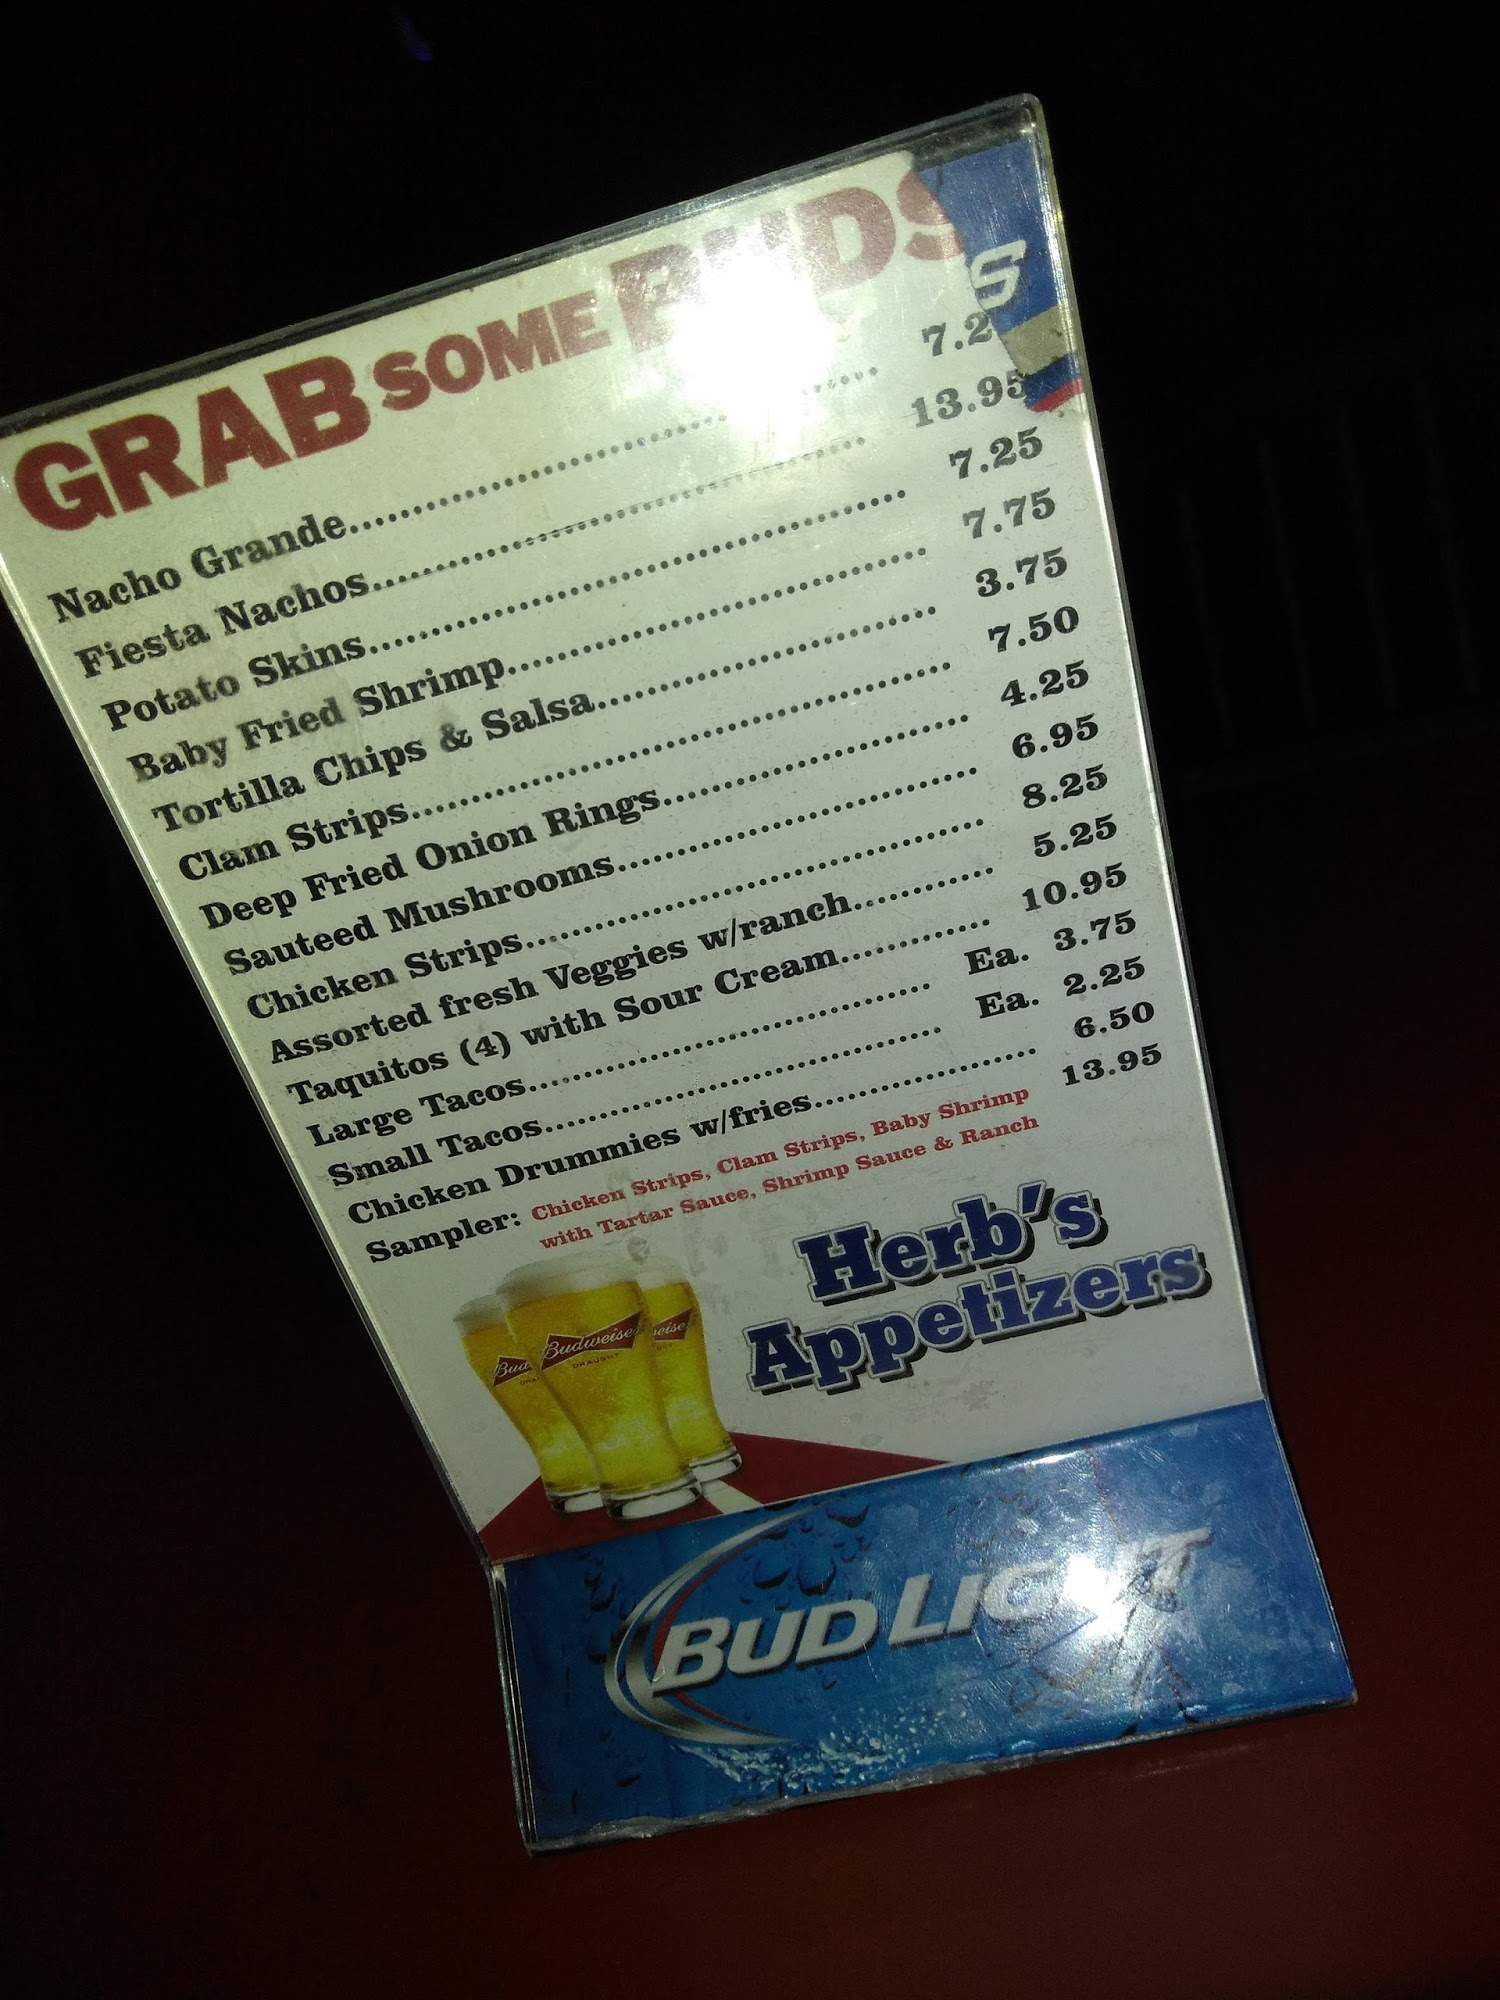 GRAB SOME BUDS
S
Nacho Grande.................................... 7.2
Fiesta Nachos.................................... 13.95
Potato Skins.................................... 7.25
Baby Fried Shrimp.................................... 7.75
Tortilla Chips & Salsa.................................... 3.75
Clam Strips.................................... 7.50
Deep Fried Onion Rings.................................... 4.25
Sauteed Mushrooms.................................... 6.95
Chicken Strips.................................... 8.25
Assorted fresh Veggies w/ranch............ 5.25
Taquitos (4) with Sour Cream............ 10.95
Large Tacos.................................... Ea. 3.75
Small Tacos.................................... Ea. 2.25
Chicken Drummies w/fries.................... 6.50
Sampler: Chicken Strips, Clam Strips, Baby Shrimp 13.95
with Tartar Sauce, Shrimp Sauce & Ranch
Herb's
Appetizers
Budweiser
DRAUGHT
BUD LIGHT